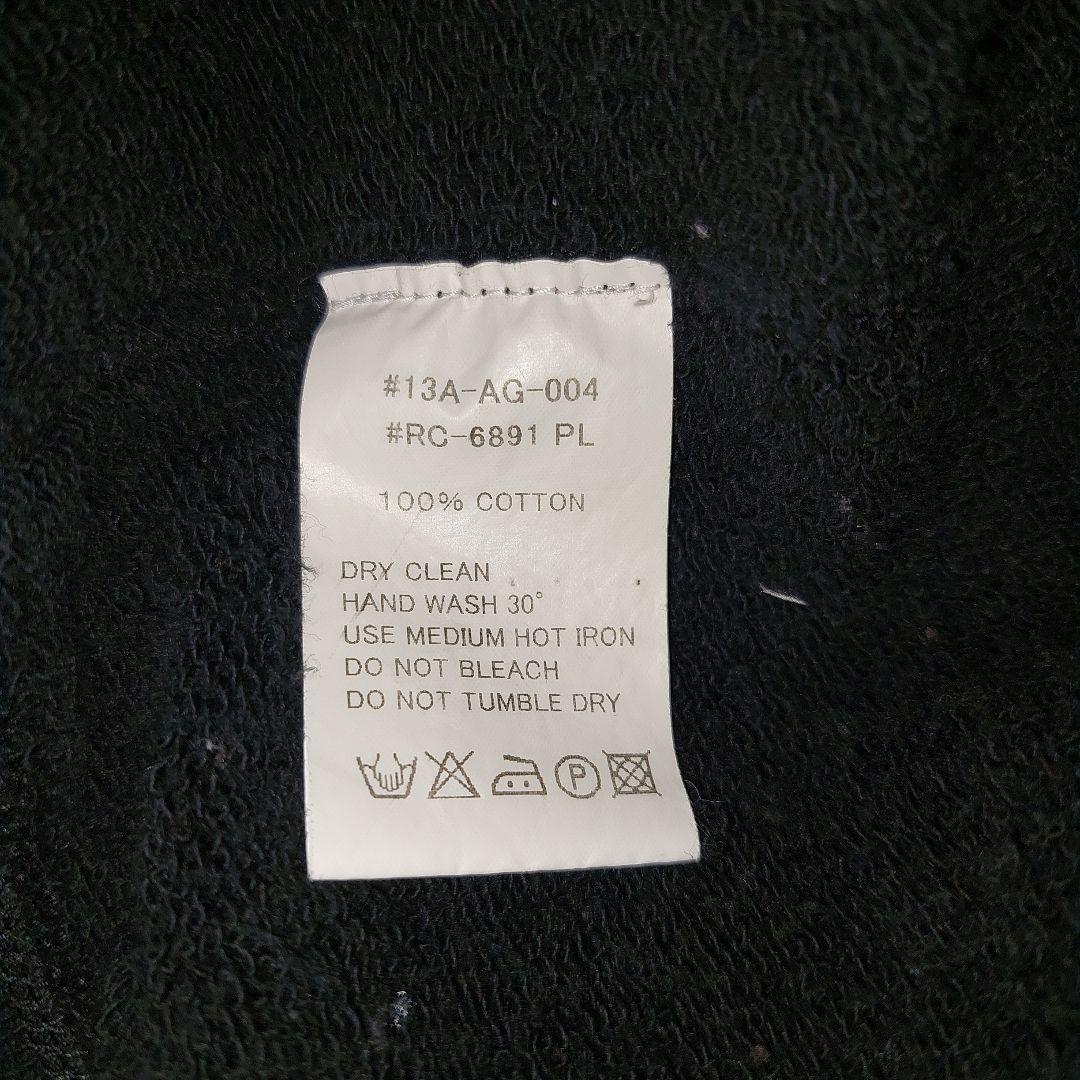 #13A-AG-004
#RC-6891 PL
100% COTTON
DRY CLEAN
HAND WASH 30°
USE MEDIUM HOT IRON
DO NOT BLEACH
DO NOT TUMBLE DRY
P